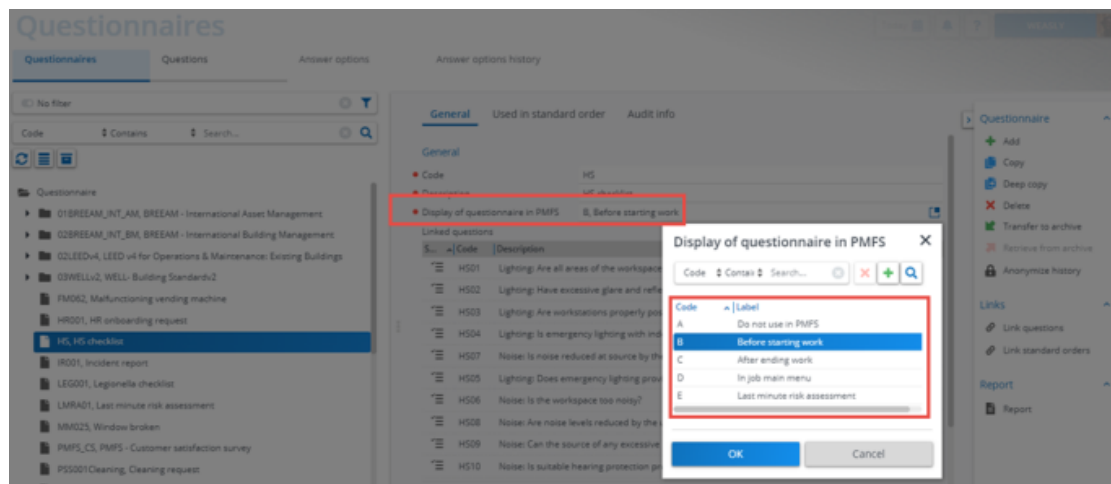 Questionnaires
Questionnaires Questions Answer options Answer options history
No filter
Code Contains Search...
Questionnaire
01BREEAM_INT_AM, BREEAM - International Asset Management
02BREEAM_INT_BM, BREEAM - International Building Management
02LEEDv4, LEED v4 for Operations & Maintenance: Existing Buildings
03WELLv2, WELL- Building Standardv2
FM062, Malfunctioning vending machine
HR001, HR onboarding request
HS, HS checklist
IR001, Incident report
LEG001, Legionella checklist
LMRA01, Last minute risk assessment
MM025, Window broken
PMFS_CS, PMFS - Customer satisfaction survey
PSS001Cleaning, Cleaning request
General Used in standard order Audit info
General
Code HS
Description HS checklist
Display of questionnaire in PMFS B, Before starting work
Linked questions
S... Code Description
HS01 Lighting: Are all areas of the workspace
HS02 Lighting: Have excessive glare and
HS03 Lighting: Are workstations properly
HS04 Lighting: Is emergency lighting with
HS07 Noise: Is noise reduced at source by
HS05 Lighting: Does emergency lighting
HS06 Noise: Is the workspace too noisy?
HS08 Noise: Are noise levels reduced by the
HS09 Noise: Can the source of any excessive
HS10 Noise: Is suitable hearing protection
Display of questionnaire in PMFS
Code Search...
Code Label
A Do not use in PMFS
B Before starting work
C After ending work
D In job main menu
E Last minute risk assessment
OK Cancel
Questionnaire
Add
Copy
Deep copy
Delete
Transfer to archive
Retrieve from archive
Anonymize history
Links
Link questions
Link standard orders
Report
Report